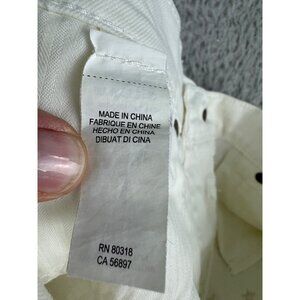 MADE IN CHINA
FABRIQUE EN CHINE
HECHO EN CHINA
DIBUAT DI CINA
RN 80318
CA 56897